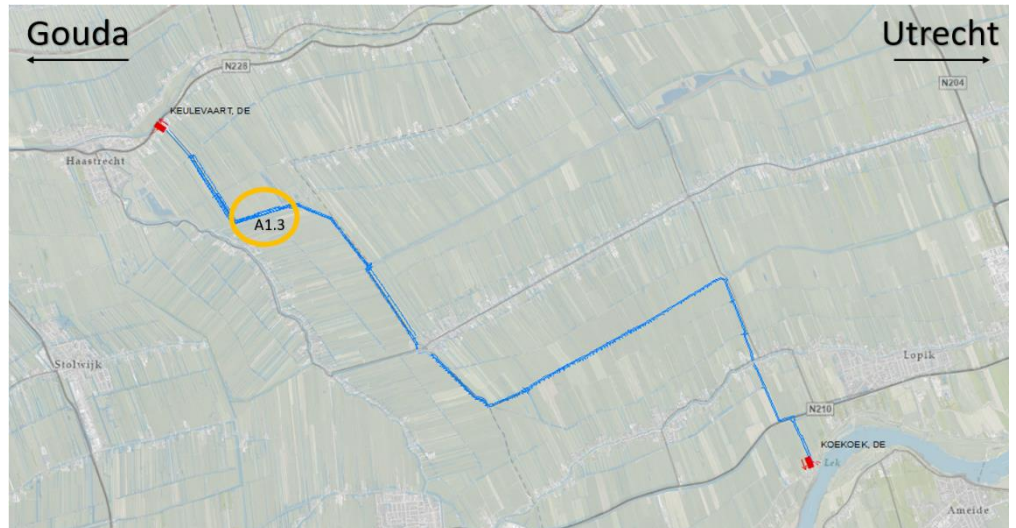 Gouda
Utrecht
N228
N204
KEULEVAART, DE
Haastrecht
A1.3
Stolwijk
Lopik
N210
KOEKOEK, DE
Lek
Ameide